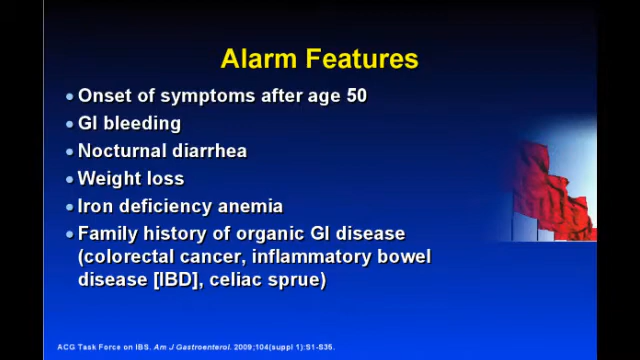 Alarm Features
• Onset of symptoms after age 50
• GI bleeding
• Nocturnal diarrhea
• Weight loss
• Iron deficiency anemia
• Family history of organic GI disease
(colorectal cancer, inflammatory bowel
disease [IBD], celiac sprue)
ACG Task Force on IBS. Am J Gastroenterol. 2009;104(suppl 1):S1-S35.